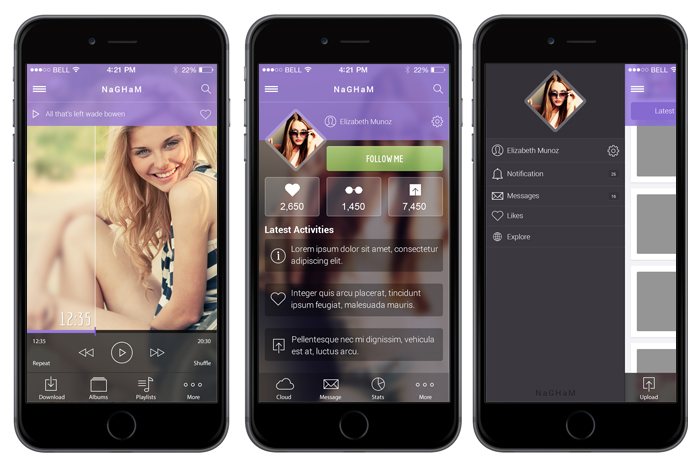 BELL 4:21 PM 22%
NaGHaM
All that's left wade bowen
12:35
12:35 20:30
Repeat Shuffle
Download Albums Playlists More
BELL 4:21 PM 22%
NaGHaM
Elizabeth Munoz
FOLLOW ME
2,650 1,450 7,450
Latest Activities
Lorem ipsum dolor sit amet, consectetur
adipiscing elit.
Integer quis arcu placerat, tincidunt
ipsum feugiat, malesuada mauris.
Pellentesque nec mi dignissim, vehicula
est at, luctus arcu.
Cloud Message Stats More
BELL
Latest
Elizabeth Munoz
Notification
Messages
Likes
Explore
NaGHaM
Upload